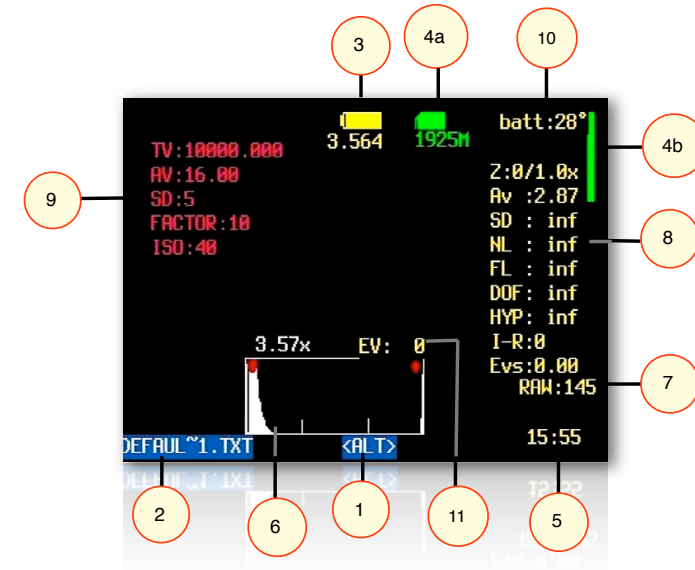 3
4a
10
batt:28°
3.564
1925M
4b
TV:10000.000
AV:16.00
SD:5
FACTOR:10
ISO:40
9
Z:0/1.0x
Av :2.87
SD : inf
NL : inf
8
FL : inf
DOF: inf
HYP: inf
I-R:0
Evs:0.00
RAW:145
7
3.57x EV: 0
DEFAUL~1.TXT
<ALT>
15:55
2
6
1
11
5